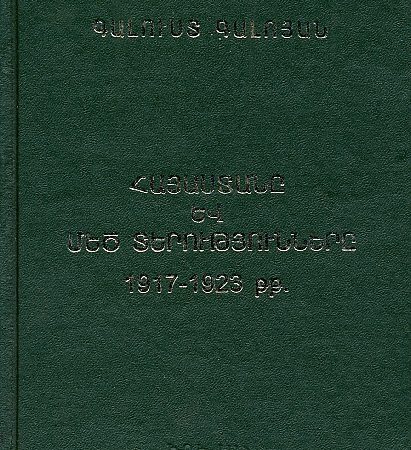 ԳԱԼՈՒՍՏ ԳԱԼՈՅԱՆ
ՀԱՅԱՍՏԱՆԸ
ԵՎ
ՄԵԾ ՏԵՐՈՒԹՅՈՒՆՆԵՐԸ
1917-1923 թթ.